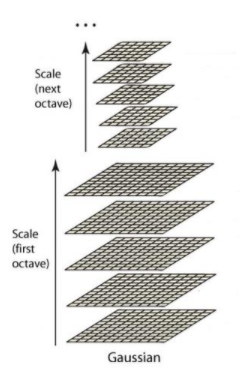 ...
Scale
(next
octave)
Scale
(first
octave)
Gaussian